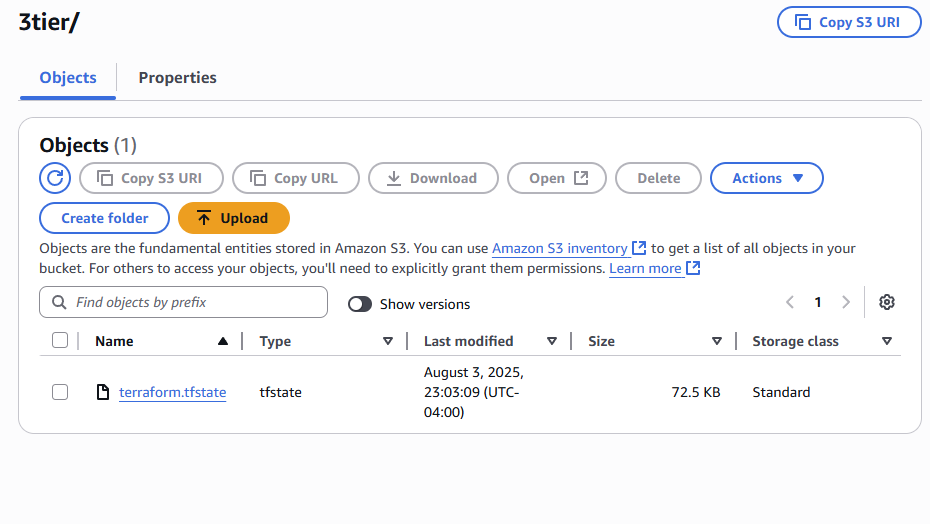 3tier/
Copy S3 URI
Objects
Properties
Objects (1)
Copy S3 URI
Copy URL
Download
Open
Delete
Actions
Create folder
Upload
Objects are the fundamental entities stored in Amazon S3. You can use Amazon S3 inventory to get a list of all objects in your
bucket. For others to access your objects, you'll need to explicitly grant them permissions. Learn more
Find objects by prefix
Show versions
1
Name
Type
Last modified
Size
Storage class
terraform.tfstate
tfstate
August 3, 2025,
23:03:09 (UTC-
04:00)
72.5 KB
Standard